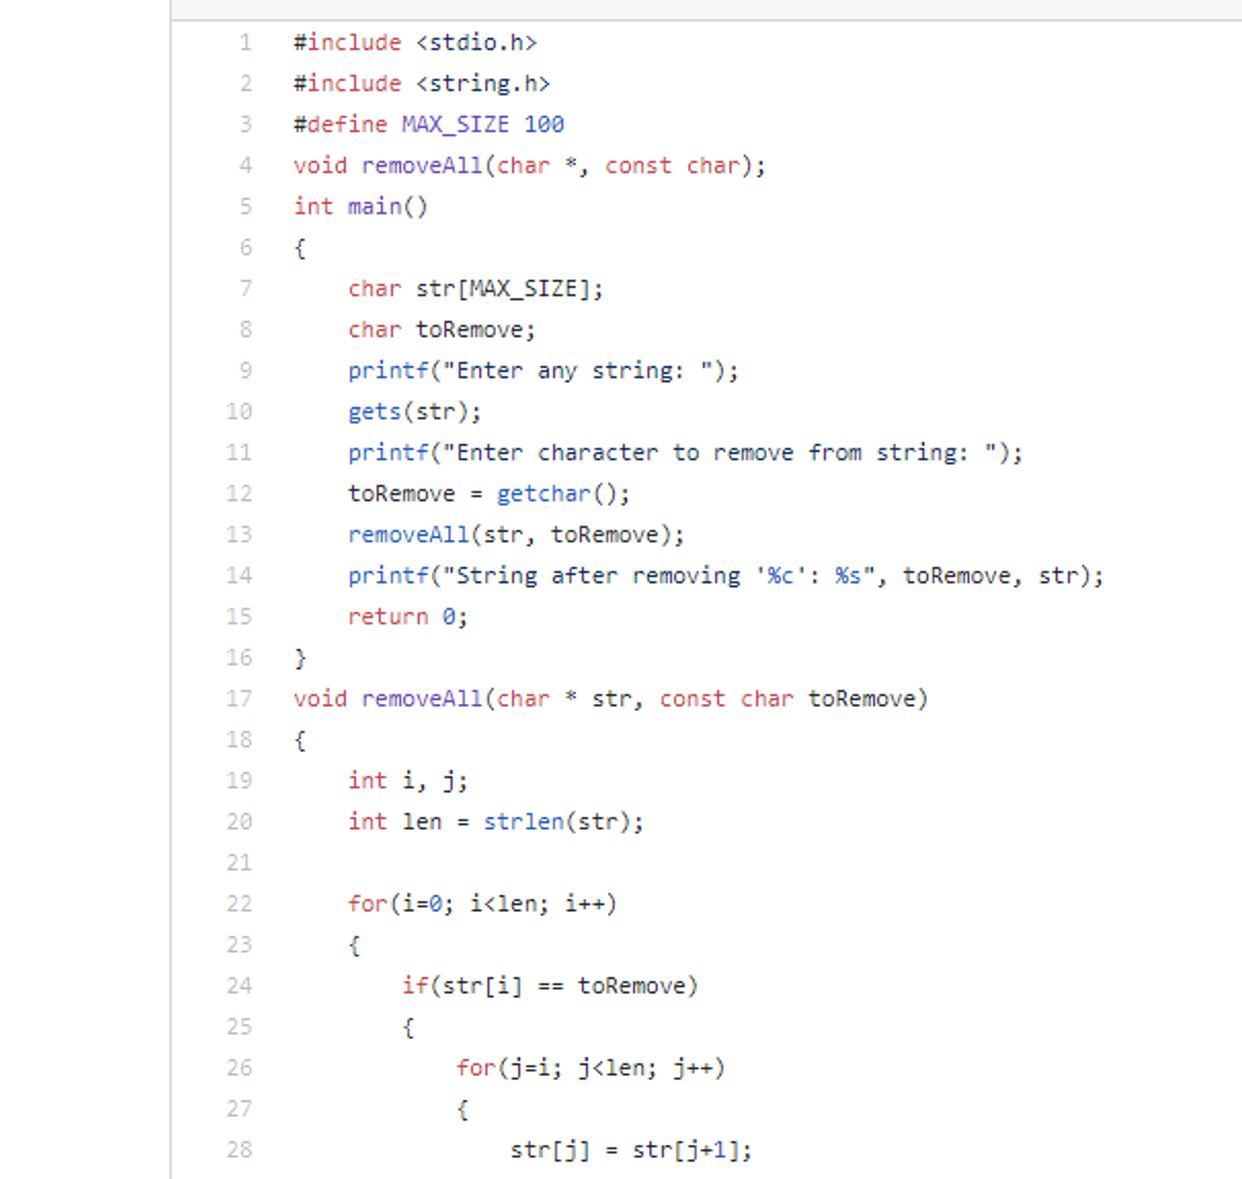 1 #include <stdio.h>
2 #include <string.h>
3 #define MAX_SIZE 100
4 void removeAll(char *, const char);
5 int main()
6 {
7     char str[MAX_SIZE];
8     char toRemove;
9     printf("Enter any string: ");
10     gets(str);
11     printf("Enter character to remove from string: ");
12     toRemove = getchar();
13     removeAll(str, toRemove);
14     printf("String after removing '%c': %s", toRemove, str);
15     return 0;
16 }
17 void removeAll(char * str, const char toRemove)
18 {
19     int i, j;
20     int len = strlen(str);
21
22     for(i=0; i<len; i++)
23     {
24         if(str[i] == toRemove)
25         {
26             for(j=i; j<len; j++)
27             {
28                 str[j] = str[j+1];